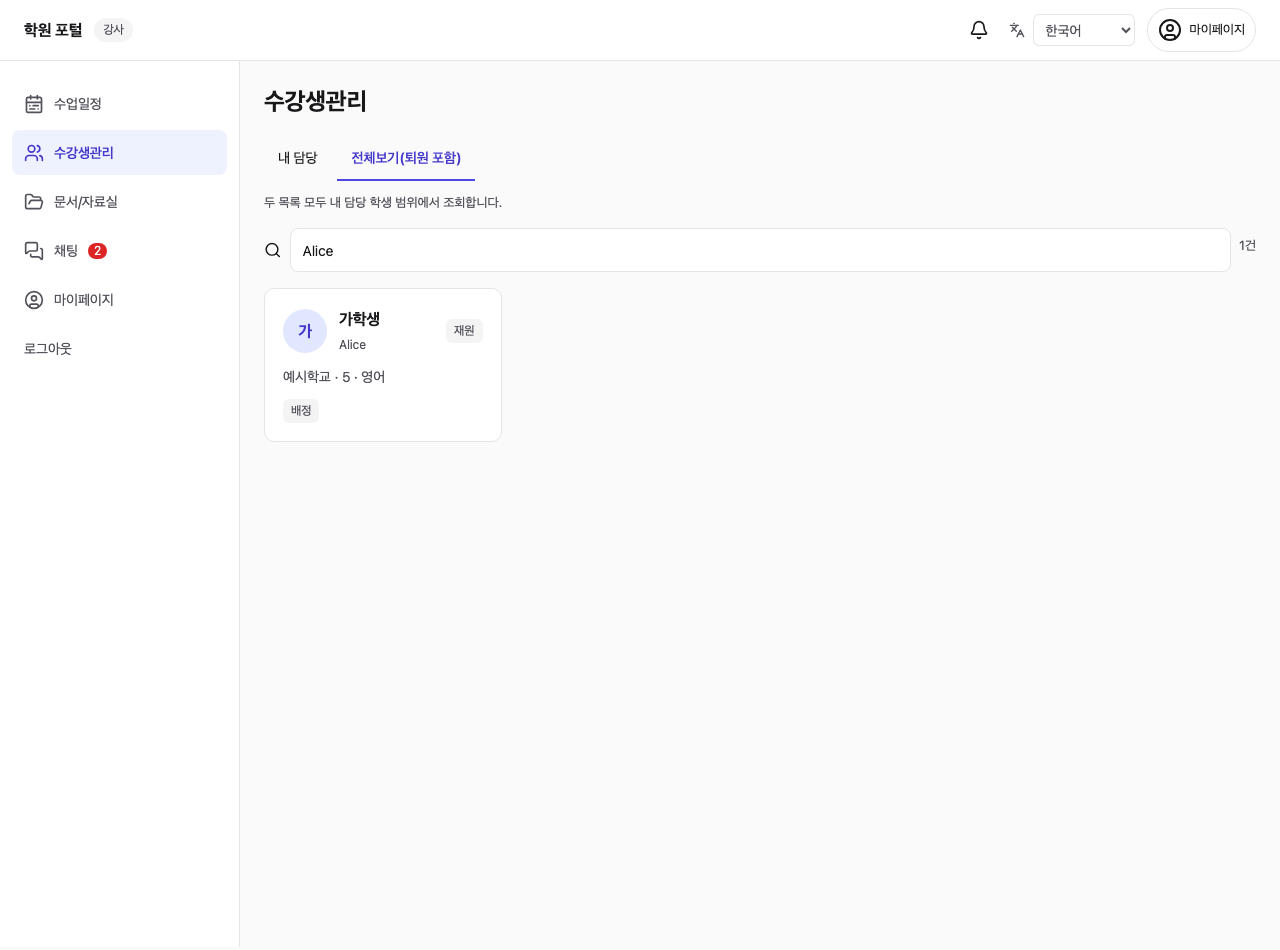 학원 포털
강사
한국어
마이페이지
수업일정
수강생관리
문서/자료실
채팅 2
마이페이지
로그아웃
수강생관리
내 담당
전체보기(퇴원 포함)
두 목록 모두 내 담당 학생 범위에서 조회합니다.
Alice
1건
가
가학생
Alice
재원
예시학교 · 5 · 영어
배정